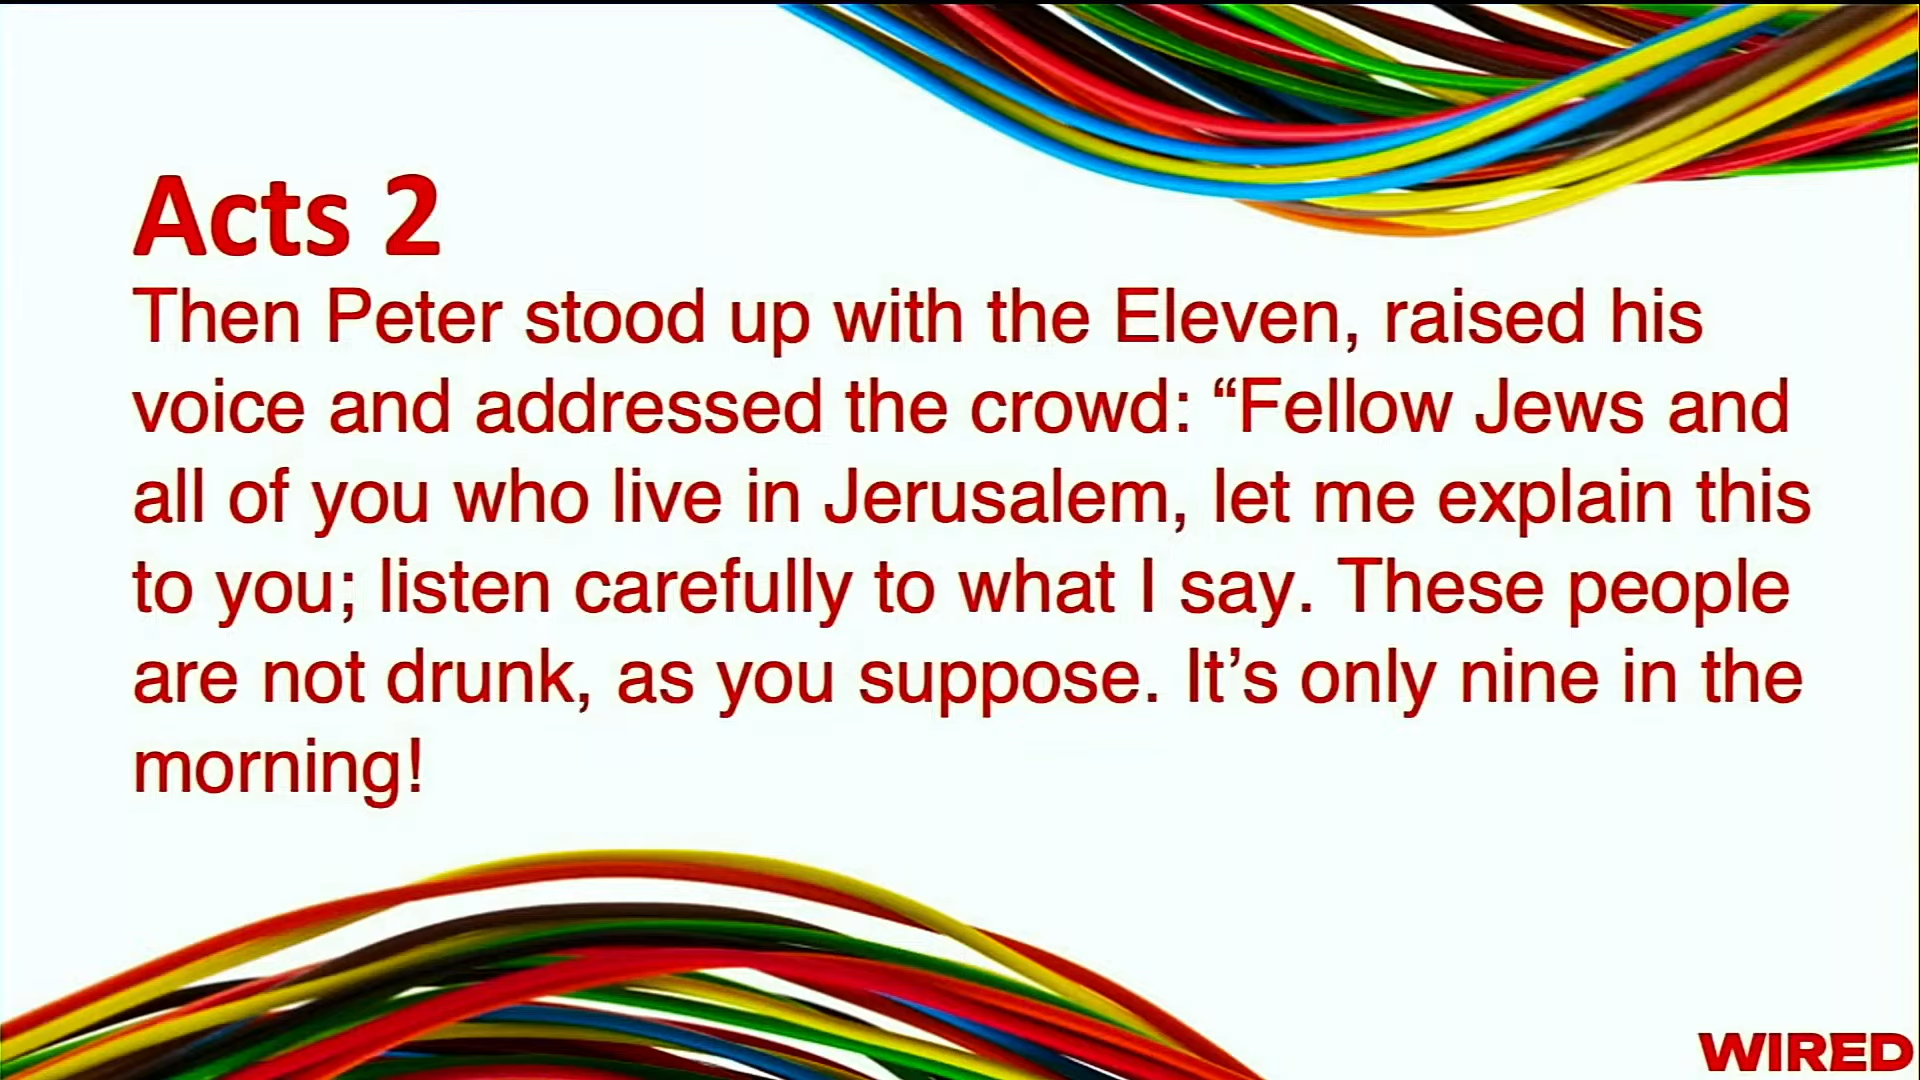 Acts 2
Then Peter stood up with the Eleven, raised his
voice and addressed the crowd: “Fellow Jews and
all of you who live in Jerusalem, let me explain this
to you; listen carefully to what I say. These people
are not drunk, as you suppose. It’s only nine in the
morning!
WIRED